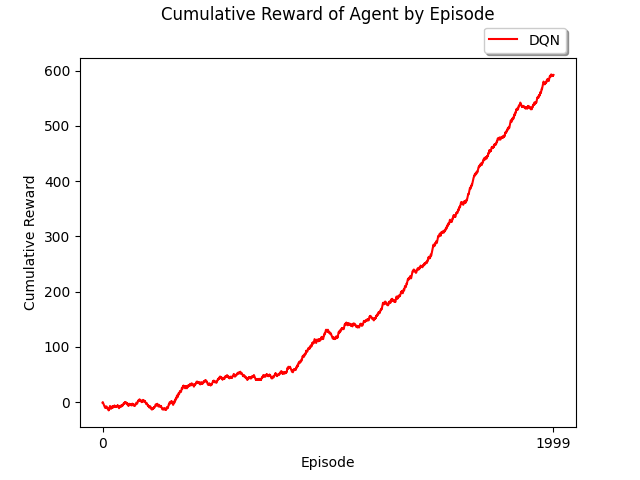 Cumulative Reward of Agent by Episode
DQN
600
500
400
300
200
100
0
Cumulative Reward
0
1999
Episode